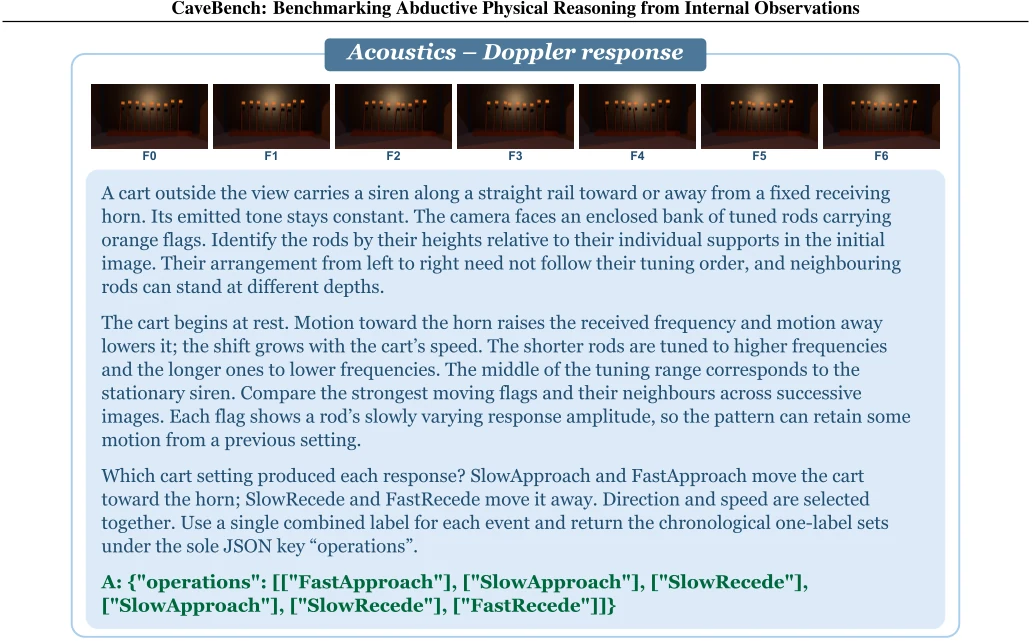 CaveBench: Benchmarking Abductive Physical Reasoning from Internal Observations
Acoustics – Doppler response
F0 F1 F2 F3 F4 F5 F6
A cart outside the view carries a siren along a straight rail toward or away from a fixed receiving
horn. Its emitted tone stays constant. The camera faces an enclosed bank of tuned rods carrying
orange flags. Identify the rods by their heights relative to their individual supports in the initial
image. Their arrangement from left to right need not follow their tuning order, and neighbouring
rods can stand at different depths.
The cart begins at rest. Motion toward the horn raises the received frequency and motion away
lowers it; the shift grows with the cart’s speed. The shorter rods are tuned to higher frequencies
and the longer ones to lower frequencies. The middle of the tuning range corresponds to the
stationary siren. Compare the strongest moving flags and their neighbours across successive
images. Each flag shows a rod’s slowly varying response amplitude, so the pattern can retain some
motion from a previous setting.
Which cart setting produced each response? SlowApproach and FastApproach move the cart
toward the horn; SlowRecede and FastRecede move it away. Direction and speed are selected
together. Use a single combined label for each event and return the chronological one-label sets
under the sole JSON key “operations”.
A: {"operations": [["FastApproach"], ["SlowApproach"], ["SlowRecede"],
["SlowApproach"], ["SlowRecede"], ["FastRecede"]]}